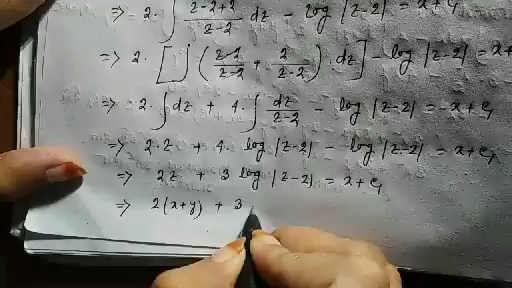 => 2. ∫ (z-2+2)/(z-2) dz - log |z-2| = x+c₁
=> 2. [∫ (z-2/z-2 + 2/z-2) . dz] - log |z-2| = x+
=> 2. ∫ dz + 4. ∫ dz/z-2 - log |z-2| = x+c₁
=> 2.z + 4. log |z-2| - log |z-2| = x+c₁
=> 2z + 3 log |z-2| = x+c₁
=> 2(x+y) + 3